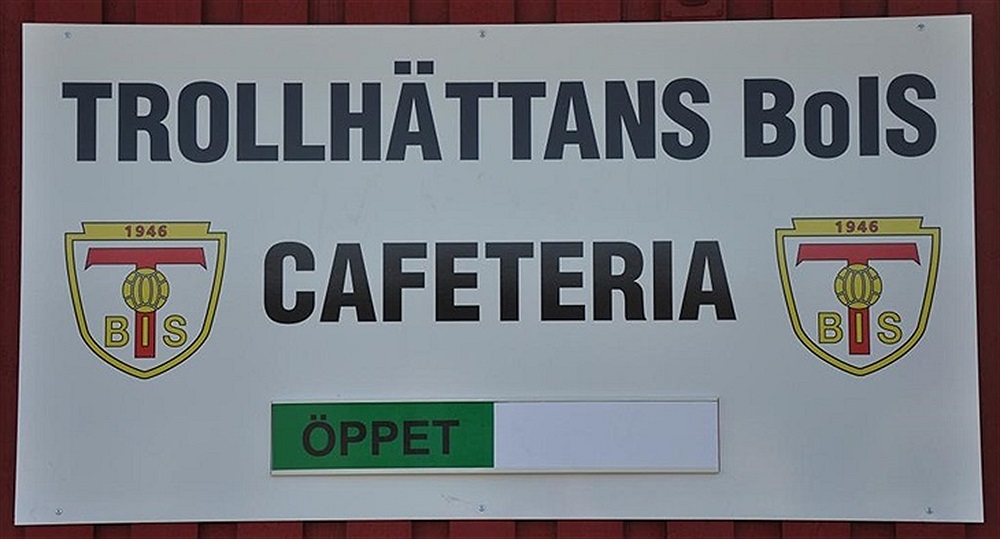 TROLLHÄTTANS BoIS
1946
BIS
CAFETERIA
1946
BIS
ÖPPET